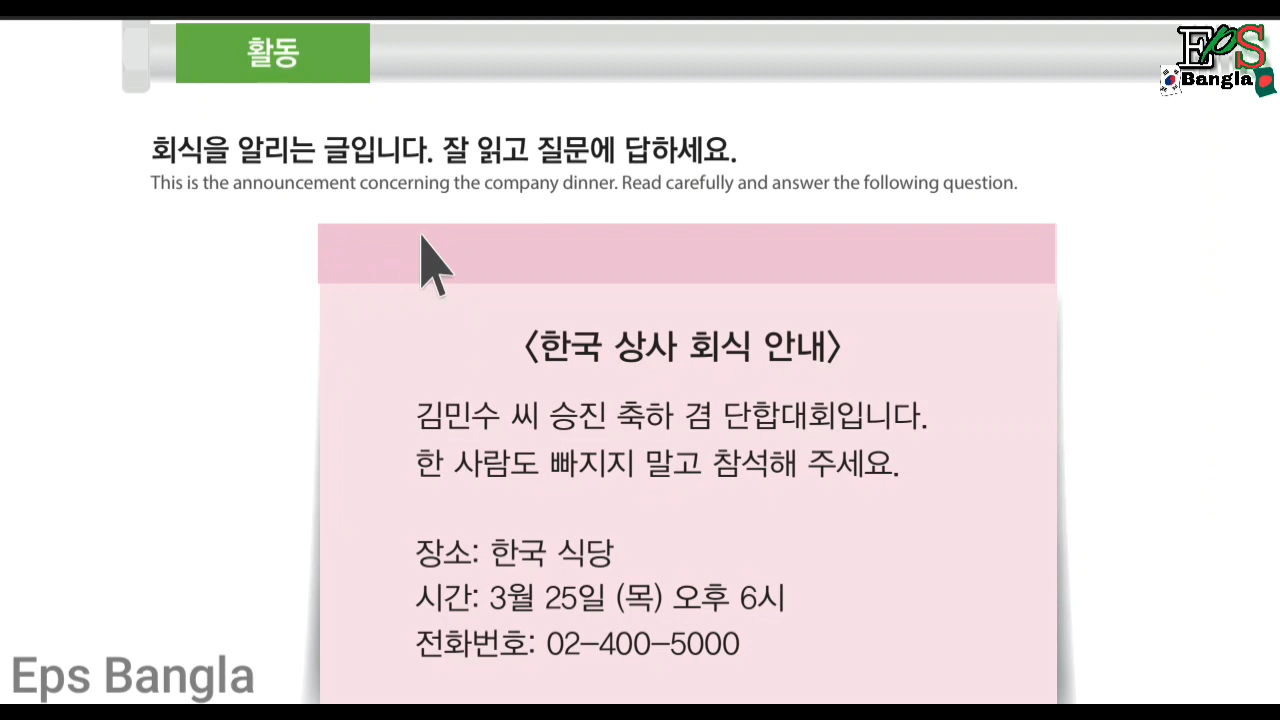 활동
EPS
Bangla
회식을 알리는 글입니다. 잘 읽고 질문에 답하세요.
This is the announcement concerning the company dinner. Read carefully and answer the following question.
〈한국 상사 회식 안내〉
김민수 씨 승진 축하 겸 단합대회입니다.
한 사람도 빠지지 말고 참석해 주세요.
장소: 한국 식당
시간: 3월 25일 (목) 오후 6시
전화번호: 02-400-5000
Eps Bangla